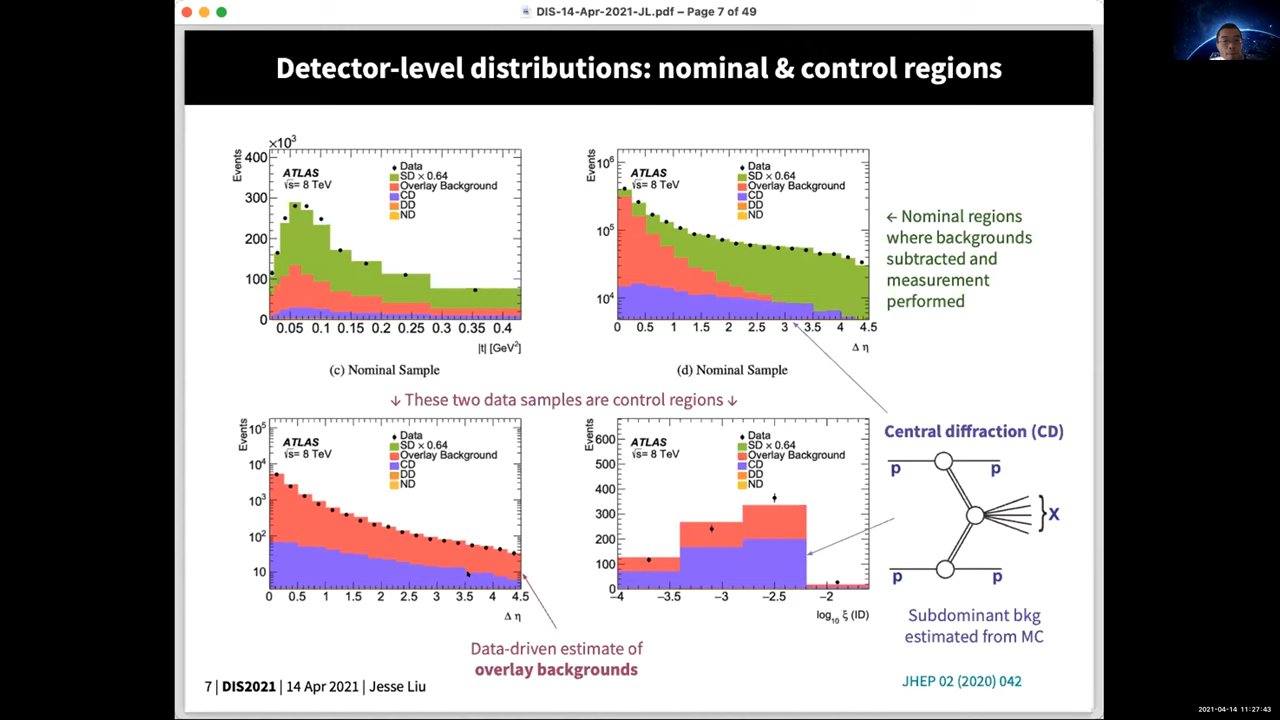 DIS-14-Apr-2021-JL.pdf – Page 7 of 49
Detector-level distributions: nominal & control regions
×10³
Events
400
300
200
100
0
ATLAS
√s= 8 TeV
Data
SD × 0.64
Overlay Background
CD
DD
ND
0.05 0.1 0.15 0.2 0.25 0.3 0.35 0.4
|t| [GeV²]
(c) Nominal Sample
Events
10⁶
10⁵
10⁴
ATLAS
√s= 8 TeV
Data
SD × 0.64
Overlay Background
CD
DD
ND
0 0.5 1 1.5 2 2.5 3 3.5 4 4.5
Δ η
(d) Nominal Sample
← Nominal regions
where backgrounds
subtracted and
measurement
performed
↓ These two data samples are control regions ↓
Events
10⁵
10⁴
10³
10²
10
ATLAS
√s= 8 TeV
Data
SD × 0.64
Overlay Background
CD
DD
ND
0 0.5 1 1.5 2 2.5 3 3.5 4 4.5
Δ η
Events
600
500
400
300
200
100
0
ATLAS
√s= 8 TeV
Data
SD × 0.64
Overlay Background
CD
DD
ND
−4 −3.5 −3 −2.5 −2
log₁₀ ξ (ID)
Central diffraction (CD)
p p
X
p p
Subdominant bkg
estimated from MC
Data-driven estimate of
overlay backgrounds
7 | DIS2021 | 14 Apr 2021 | Jesse Liu
JHEP 02 (2020) 042
2021-04-14 11:27:43